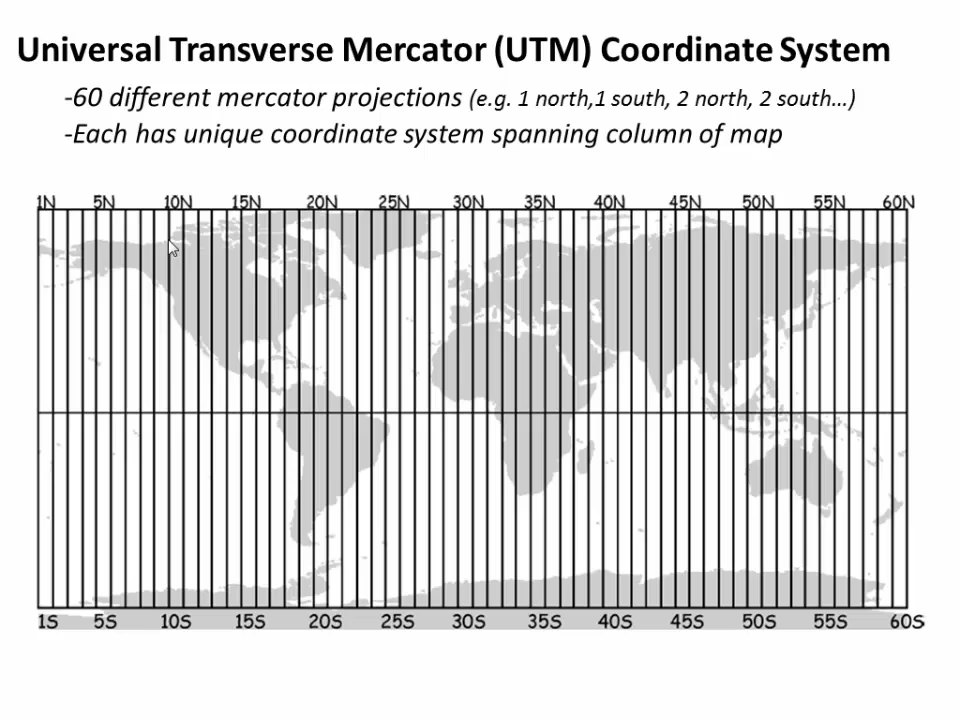 Universal Transverse Mercator (UTM) Coordinate System
-60 different mercator projections (e.g. 1 north,1 south, 2 north, 2 south…)
-Each has unique coordinate system spanning column of map
1N 5N 10N 15N 20N 25N 30N 35N 40N 45N 50N 55N 60N
1S 5S 10S 15S 20S 25S 30S 35S 40S 45S 50S 55S 60S